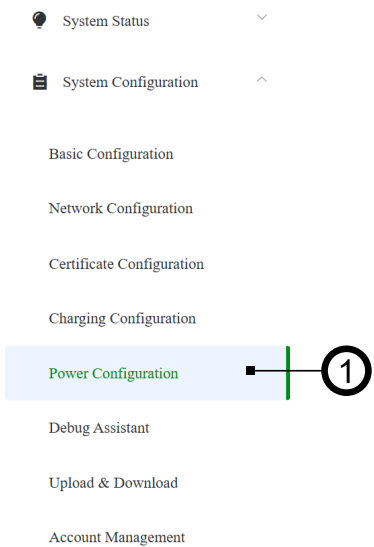 System Status
System Configuration
Basic Configuration
Network Configuration
Certificate Configuration
Charging Configuration
Power Configuration
1
Debug Assistant
Upload & Download
Account Management